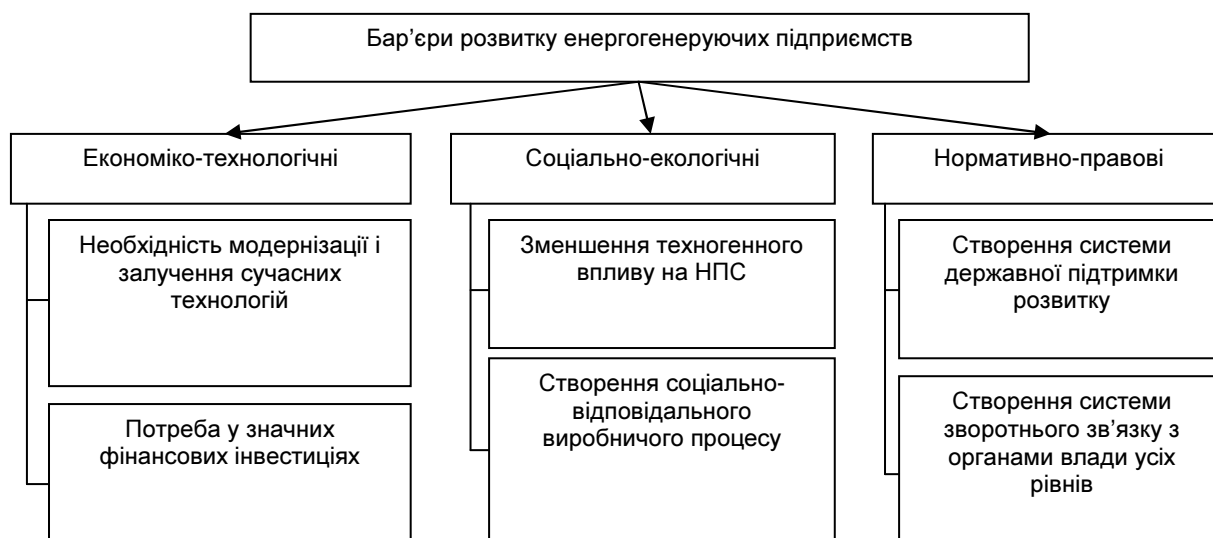 Бар’єри розвитку енергогенеруючих підприємств
Економіко-технологічні
Необхідність модернізації і
залучення сучасних
технологій
Потреба у значних
фінансових інвестиціях
Соціально-екологічні
Зменшення техногенного
впливу на НПС
Створення соціально-
відповідального
виробничого процесу
Нормативно-правові
Створення системи
державної підтримки
розвитку
Створення системи
зворотнього зв’язку з
органами влади усіх
рівнів